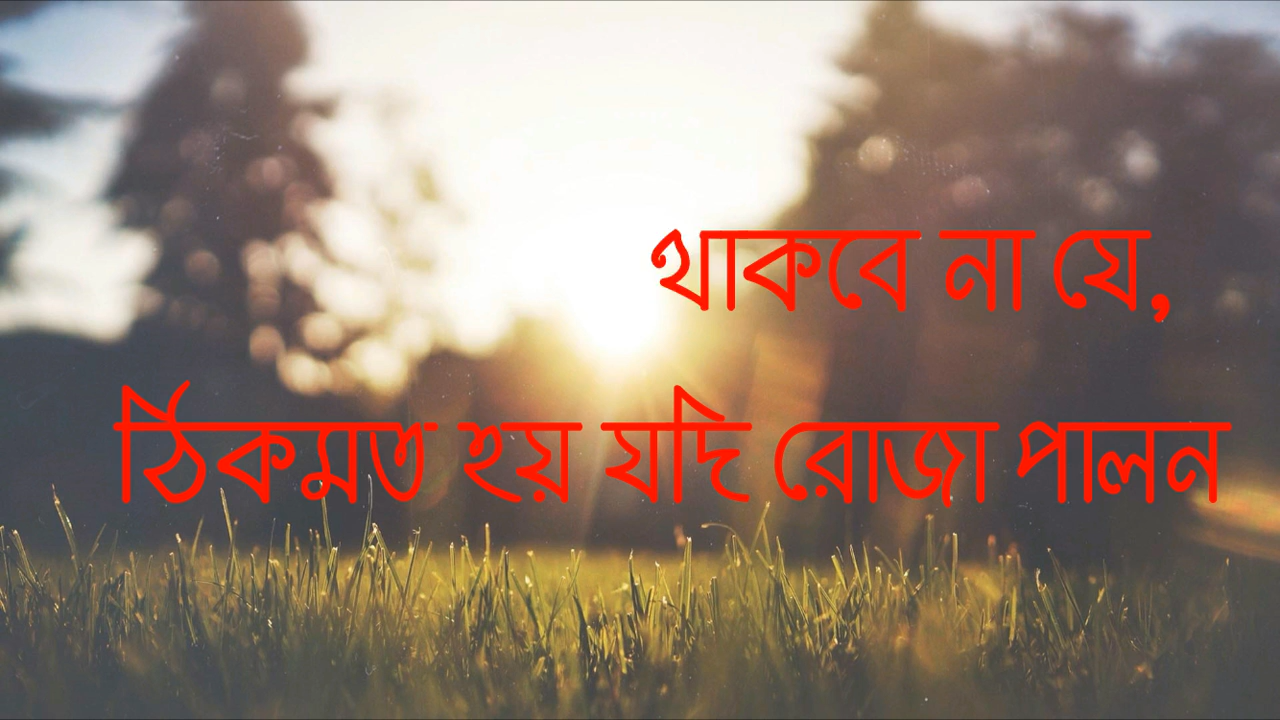 থাকবে না যে,
ঠিকমত হয় যদি রোজা পালন